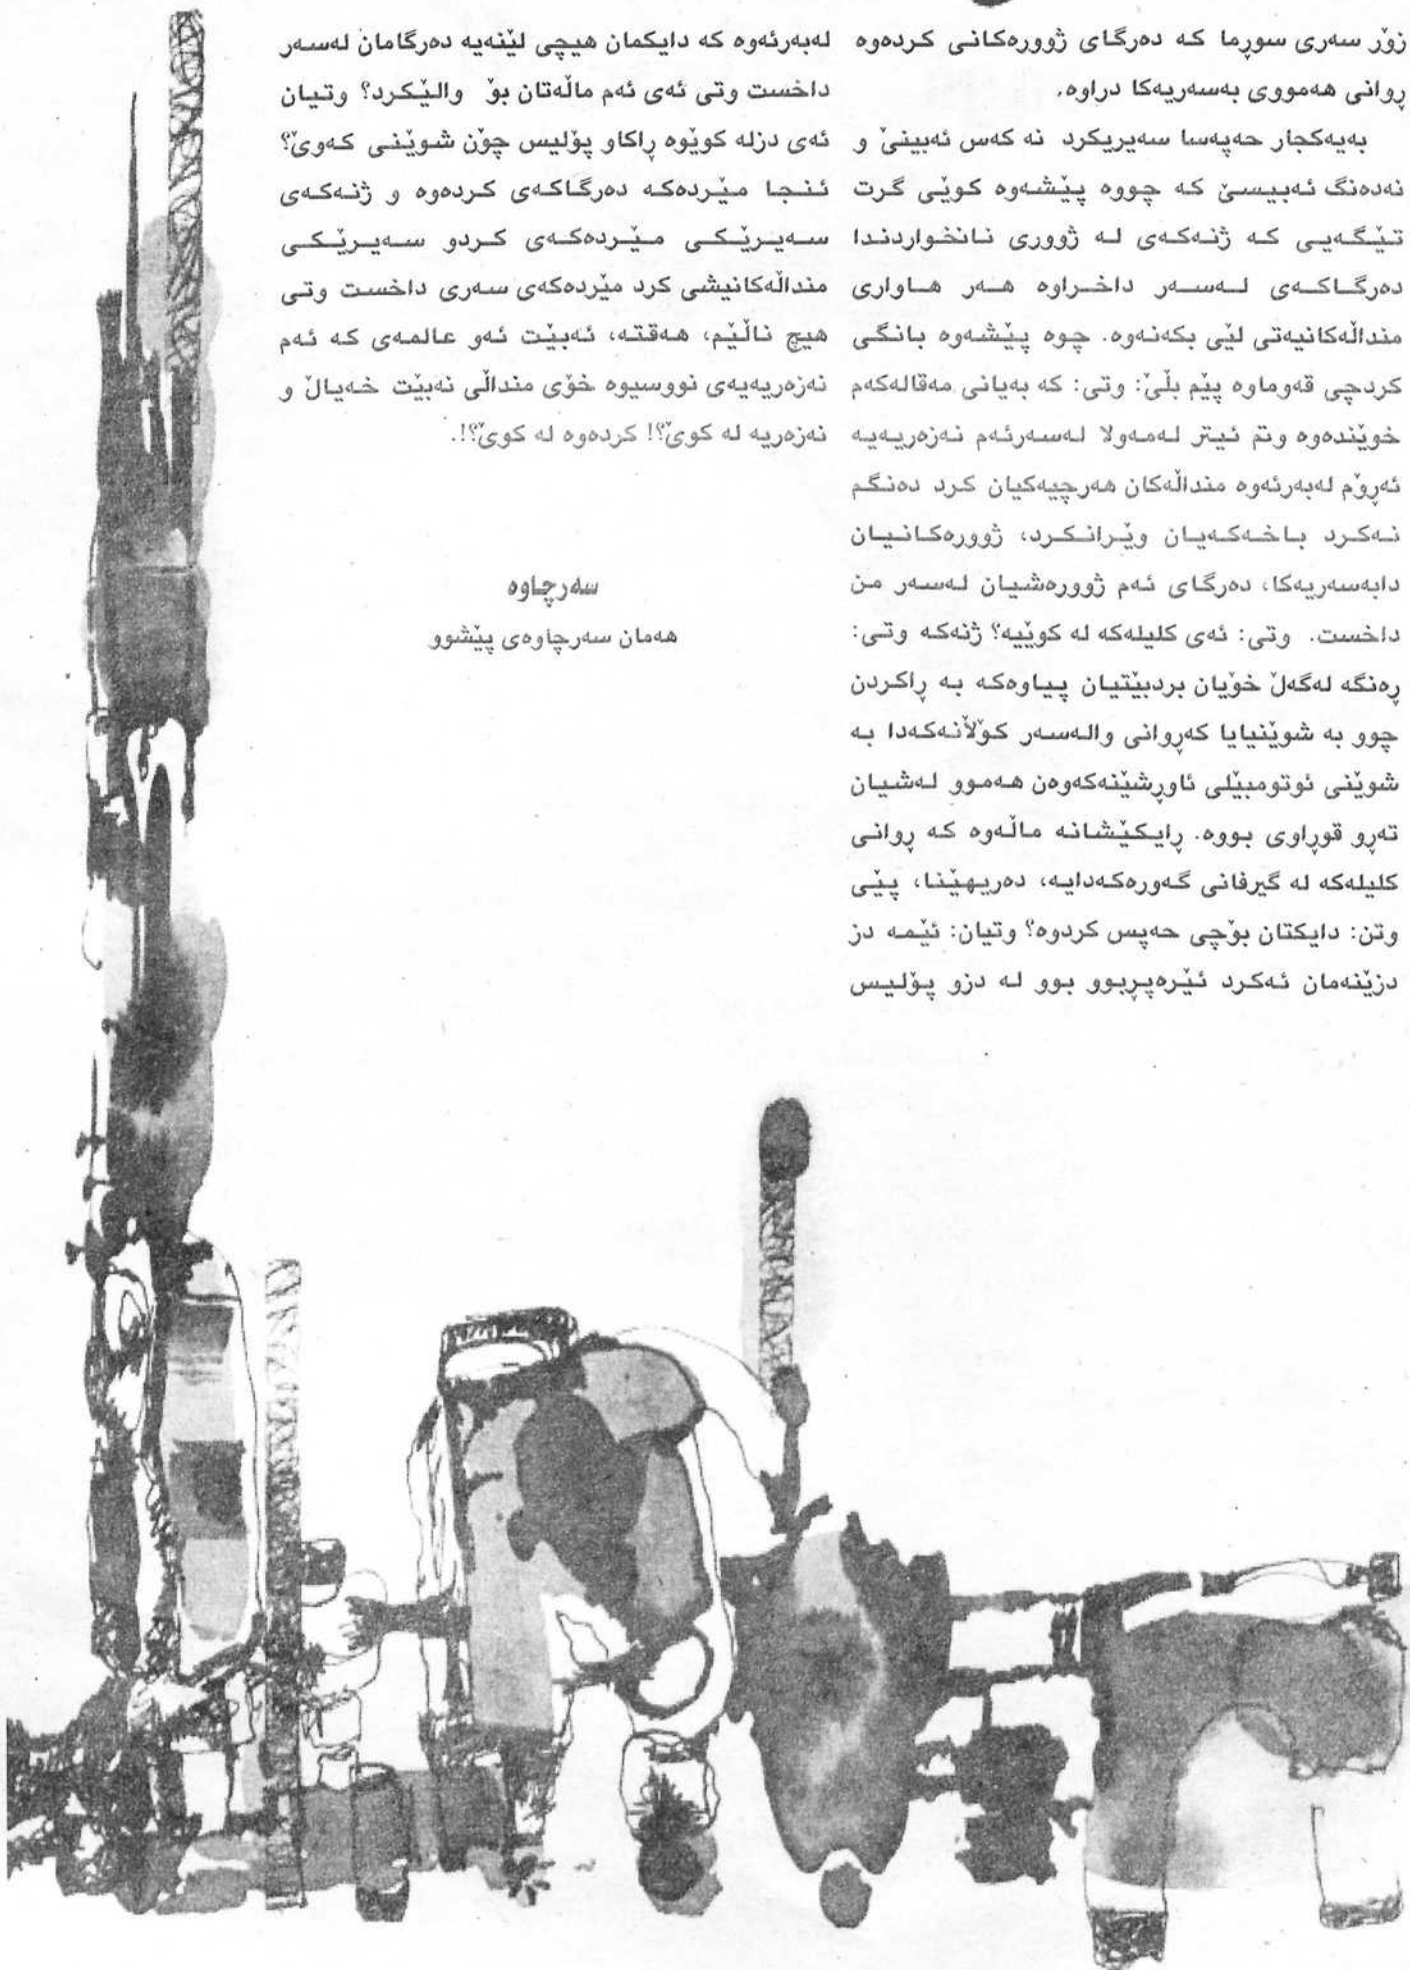 زۆر سەری سورما کە دەرگای ژوورەکانی کردەوە
ڕوانی هەمووی بەسەریەکا دراوە.
بەیەکجار حەپەسا سەیریکرد نە کەس ئەبینێ و
نەدەنگ ئەبیسێ کە چووە پێشەوە کوێی گرت
تێگەیی کە ژنەکەی لە ژووری نانخواردندا
دەرگاکەی لەسەر داخراوە هەر هاواری
منداڵەکانیەتی لێی بکەنەوە. چوە پێشەوە بانگی
کردچی قەوماوە پێم بڵێ: وتی: کە بەیانی مەقالەکەم
خوێندەوە وتم ئیتر لەمەولا لەسەرئەم نەزەریەیە
ئەڕۆم لەبەرئەوە منداڵەکان هەرچیەکیان کرد دەنگم
نەکرد باخەکەیان وێرانکرد، ژوورەکانیان
دابەسەریەکا، دەرگای ئەم ژوورەشیان لەسەر من
داخست. وتی: ئەی کلیلەکە لە کوێیە؟ ژنەکە وتی:
ڕەنگە لەگەڵ خۆیان بردبێتیان پیاوەکە بە ڕاکردن
چوو بە شوێنیایا کەڕوانی والەسەر کۆڵانەکەدا بە
شوێنی ئوتومبێلی ئاوڕشێنەکەوەن هەموو لەشیان
تەڕو قوڕاوی بووە. ڕایکێشانە ماڵەوە کە ڕوانی
کلیلەکە لە گیرفانی گەورەکەدایە، دەریهێنا، پێی
وتن: دایکتان بۆچی حەپس کردوە؟ وتیان: ئێمە دز
دزێنەمان ئەکرد ئێرەپڕبوو بوو لە دزو پۆلیس
لەبەرئەوە کە دایکمان هیچی لێنەیە دەرگامان لەسەر
داخست وتی ئەی ئەم ماڵەتان بۆ والێکرد؟ وتیان
ئەی دزلە کوێوە ڕاکاو پۆلیس چۆن شوێنی کەوێ؟
ئنجا مێردەکە دەرگاکەی کردەوە و ژنەکەی
سەیرێکی مێردەکەی کردو سەیرێکی
منداڵەکانیشی کرد مێردەکەی سەری داخست وتی
هیچ ناڵێم، هەقتە، ئەبێت ئەو عالمەی کە ئەم
نەزەریەیەی نووسیوە خۆی منداڵی نەبێت خەیاڵ و
نەزەریە لە کوێ؟! کردەوە لە کوێ؟!.
سەرچاوە
هەمان سەرچاوەی پێشوو